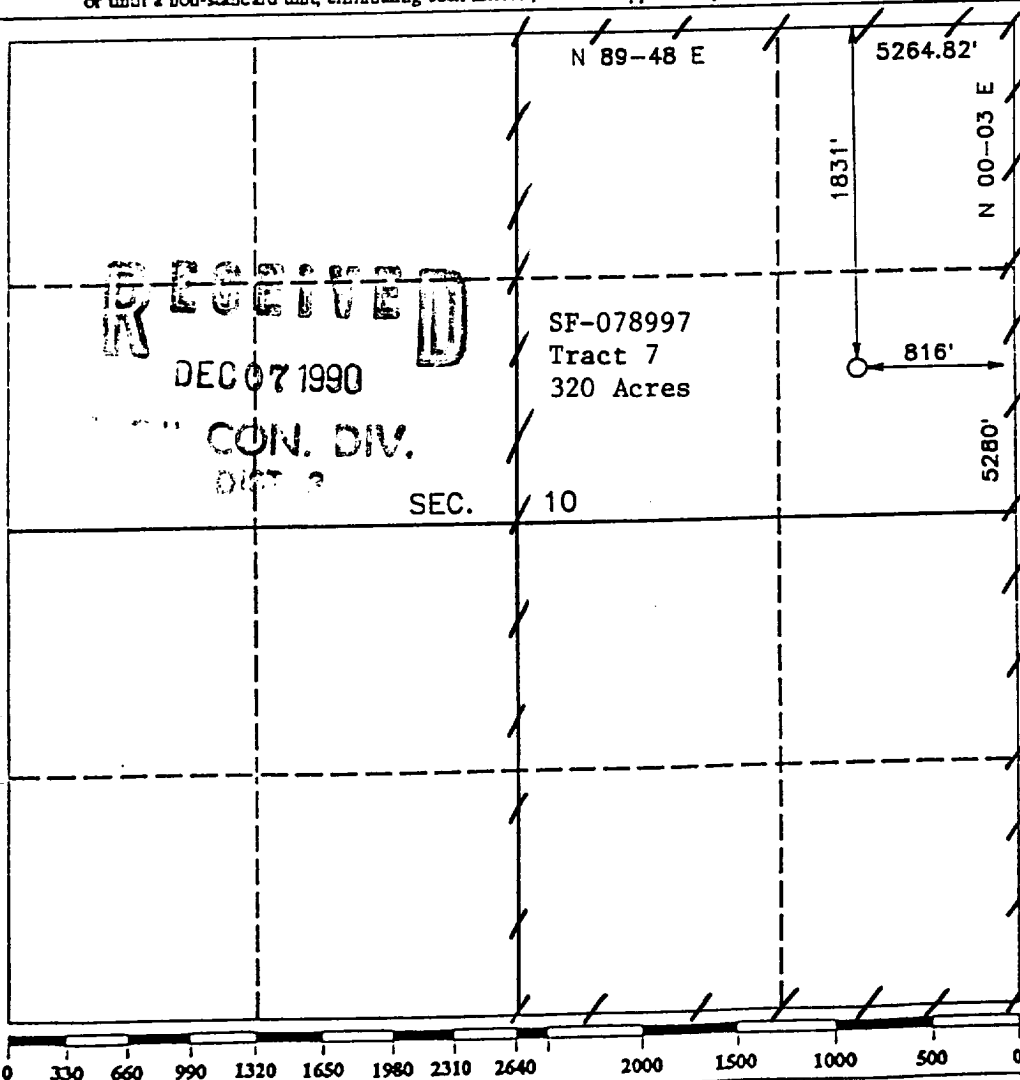 N 89-48 E
5264.82'
N 00-03 E
1831'
RECEIVED
DEC 07 1990
CON. DIV.
SF-078997
Tract 7
320 Acres
816'
5280'
SEC. 10
0 330 660 990 1320 1650 1980 2310 2640 2000 1500 1000 500 0